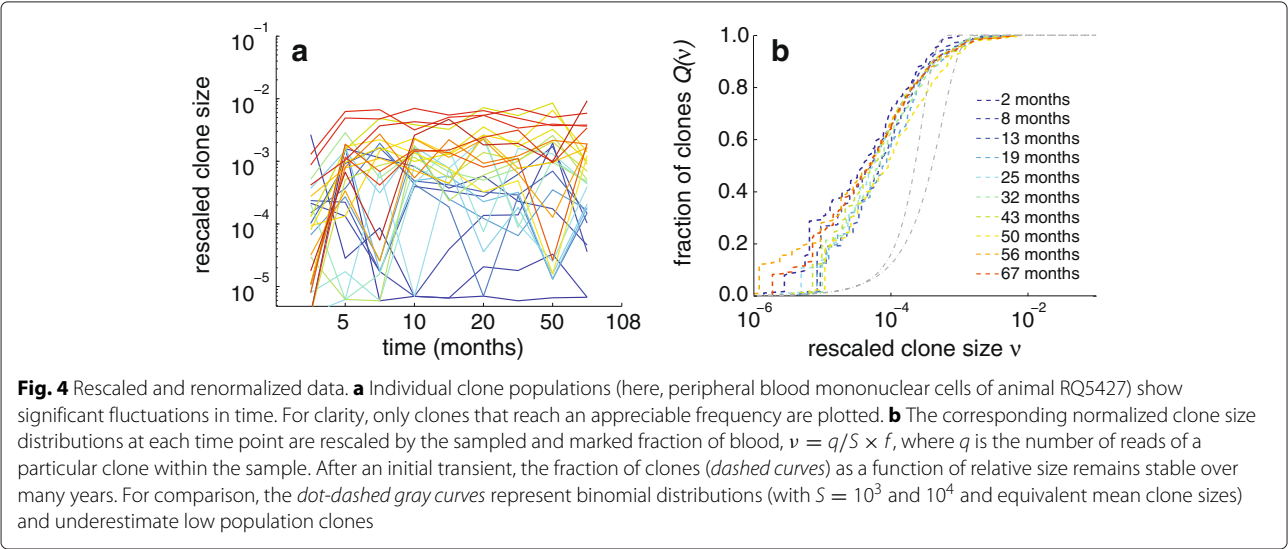 a
10⁻¹
10⁻²
10⁻³
10⁻⁴
10⁻⁵
rescaled clone size
5 10 20 50 108
time (months)
b
1.0
0.8
0.6
0.4
0.2
0.0
fraction of clones Q(ν)
2 months
8 months
13 months
19 months
25 months
32 months
43 months
50 months
56 months
67 months
10⁻⁶ 10⁻⁴ 10⁻²
rescaled clone size ν
Fig. 4 Rescaled and renormalized data. a Individual clone populations (here, peripheral blood mononuclear cells of animal RQ5427) show
significant fluctuations in time. For clarity, only clones that reach an appreciable frequency are plotted. b The corresponding normalized clone size
distributions at each time point are rescaled by the sampled and marked fraction of blood, ν = q/S × f, where q is the number of reads of a
particular clone within the sample. After an initial transient, the fraction of clones (dashed curves) as a function of relative size remains stable over
many years. For comparison, the dot-dashed gray curves represent binomial distributions (with S = 10³ and 10⁴ and equivalent mean clone sizes)
and underestimate low population clones